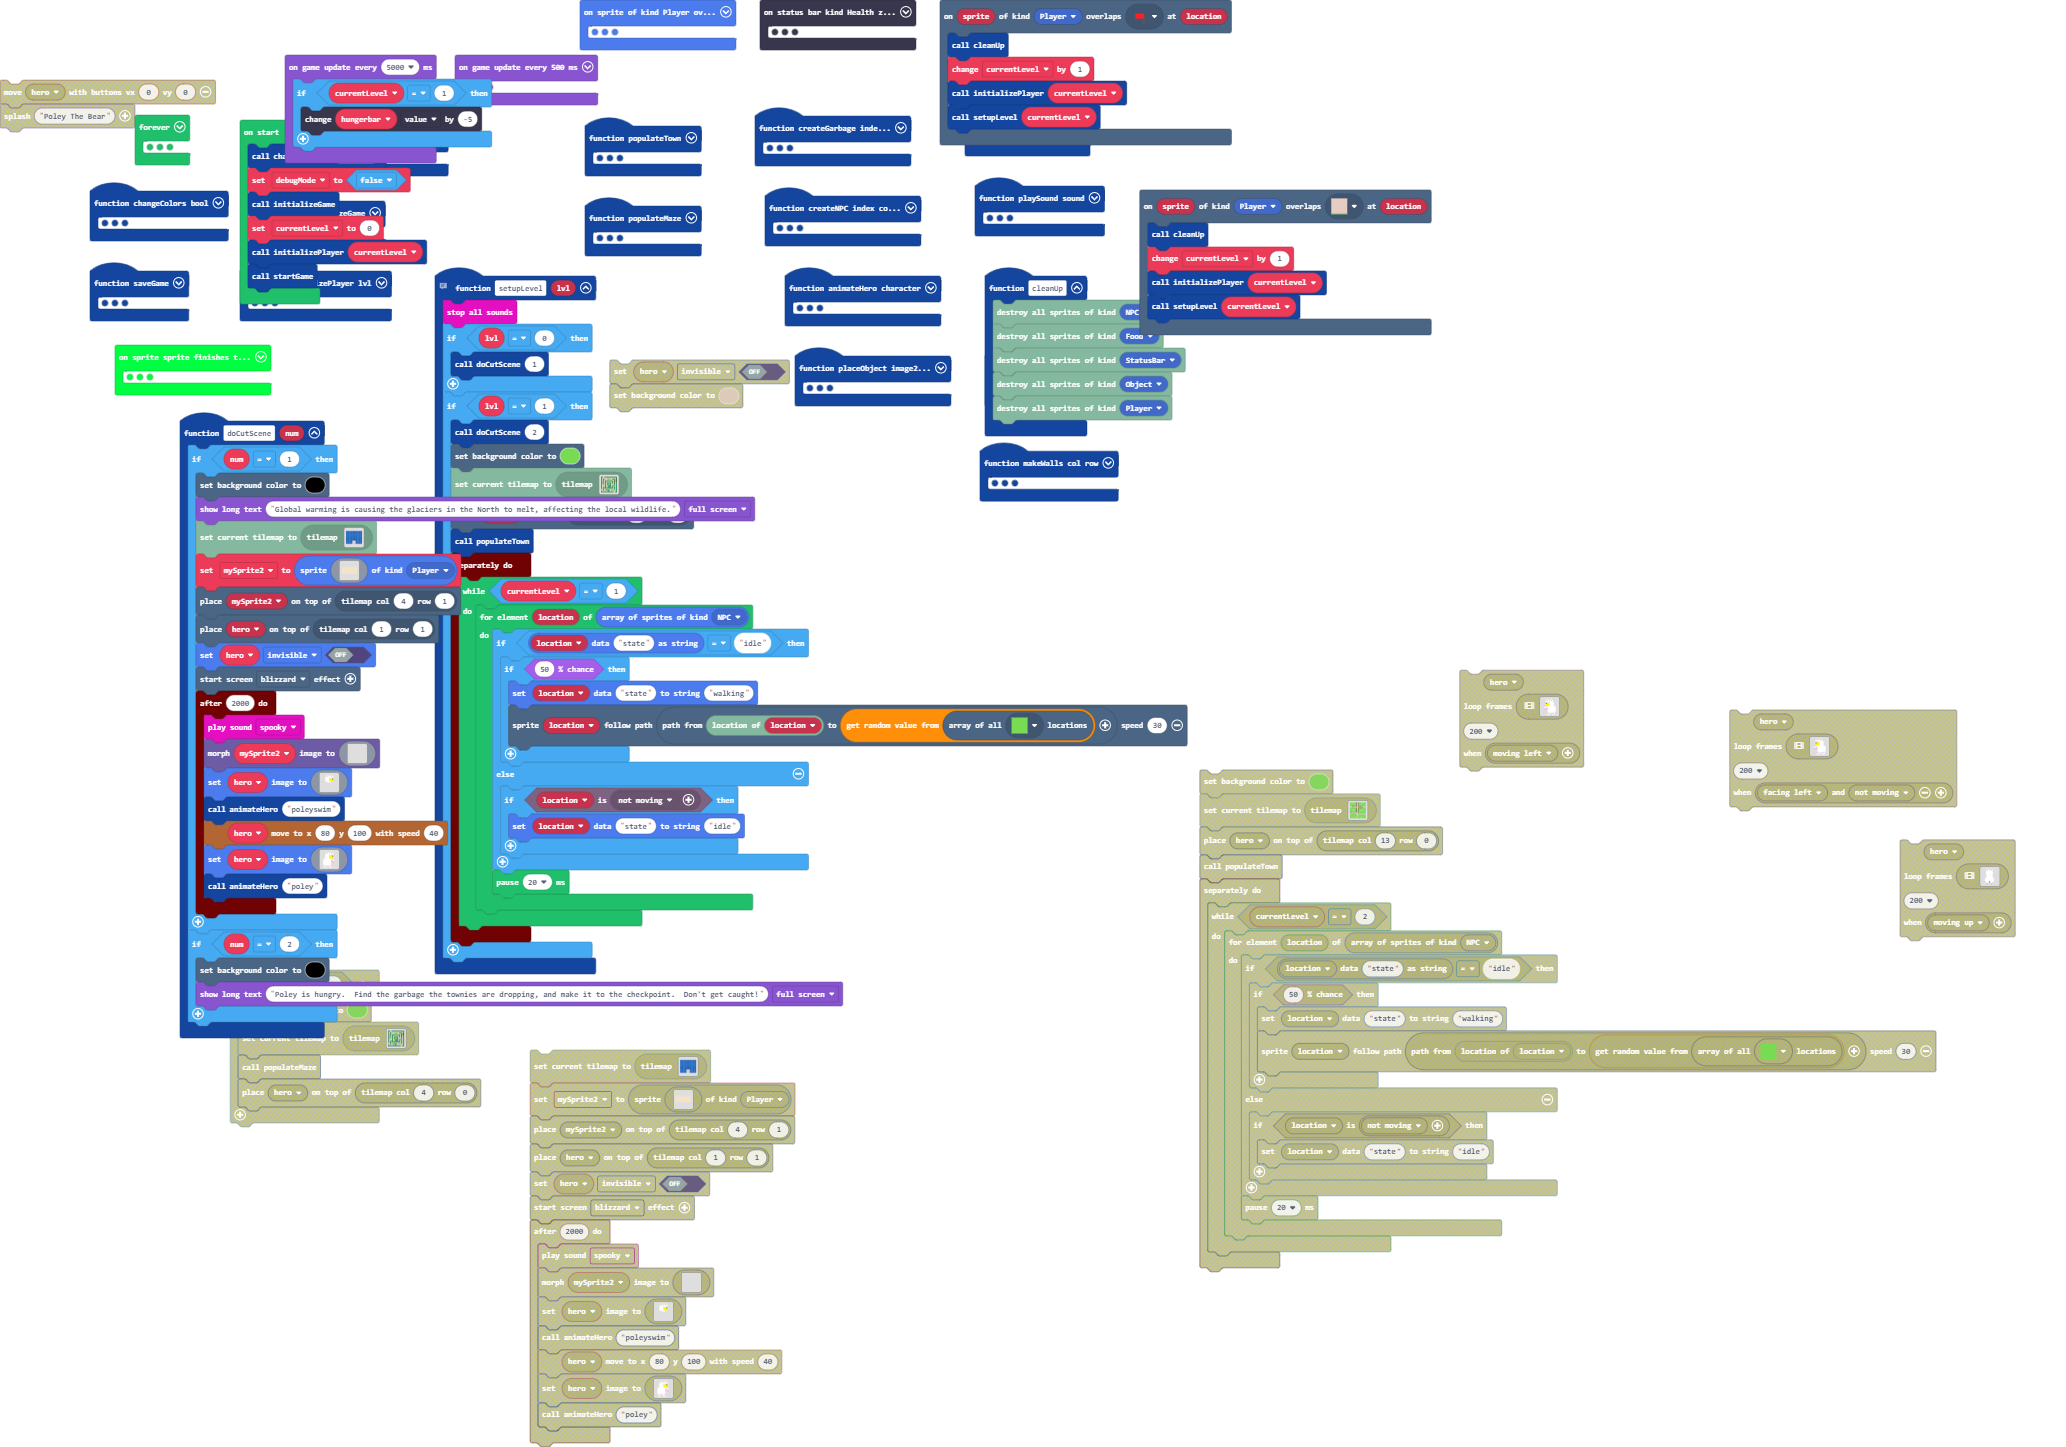 on sprite of kind Player ov...
on status bar kind Health z...
on sprite of kind Player overlaps at location
call cleanUp
change currentLevel by 1
call initializePlayer currentLevel
call setupLevel currentLevel
on game update every 5000 ms
if currentLevel = 1 then
change hungerbar value by -5
on game update every 500 ms
move hero with buttons vx 0 vy 0
splash "Poley The Bear"
forever
on start
call cha
set debugMode to false
call initializeGame
zeGame
set currentLevel to 0
call initializePlayer currentLevel
call startGame
zePlayer lvl
function changeColors bool
function saveGame
function populateTown
function populateMaze
function createGarbage inde...
function createNPC index co...
function playSound sound
function animateHero character
function placeObject image2...
on sprite of kind Player overlaps at location
call cleanUp
change currentLevel by 1
call initializePlayer currentLevel
call setupLevel currentLevel
function cleanUp
destroy all sprites of kind NPC
destroy all sprites of kind Food
destroy all sprites of kind StatusBar
destroy all sprites of kind Object
destroy all sprites of kind Player
function makeWalls col row
on sprite sprite finishes t...
function setupLevel lvl
stop all sounds
if lvl = 0 then
call doCutScene 1
if lvl = 1 then
call doCutScene 2
set background color to
set current tilemap to tilemap
call populateTown
eparately do
while currentLevel = 1
do for element location of array of sprites of kind NPC
do if location data "state" as string = "idle" then
if 50 % chance then
set location data "state" to string "walking"
sprite location follow path path from location of location to get random value from array of all locations speed 30
else
if location is not moving then
set location data "state" to string "idle"
pause 20 ms
set hero invisible OFF
set background color to
function doCutScene num
if num = 1 then
set background color to
show long text "Global warming is causing the glaciers in the North to melt, affecting the local wildlife." full screen
set current tilemap to tilemap
set mySprite2 to sprite of kind Player
place mySprite2 on top of tilemap col 4 row 1
place hero on top of tilemap col 1 row 1
set hero invisible OFF
start screen blizzard effect
after 2000 do
play sound spooky
morph mySprite2 image to
set hero image to
call animateHero "poleyswim"
hero move to x 80 y 100 with speed 40
set hero image to
call animateHero "poley"
if num = 2 then
set background color to
show long text "Poley is hungry.  Find the garbage the townies are dropping, and make it to the checkpoint.  Don't get caught!" full screen
set current tilemap to tilemap
call populateMaze
place hero on top of tilemap col 4 row 0
set current tilemap to tilemap
set mySprite2 to sprite of kind Player
place mySprite2 on top of tilemap col 4 row 1
place hero on top of tilemap col 1 row 1
set hero invisible OFF
start screen blizzard effect
after 2000 do
play sound spooky
morph mySprite2 image to
set hero image to
call animateHero "poleyswim"
hero move to x 80 y 100 with speed 40
set hero image to
call animateHero "poley"
hero
loop frames
200
when moving left
hero
loop frames
200
when facing left and not moving
hero
loop frames
200
when moving up
set background color to
set current tilemap to tilemap
place hero on top of tilemap col 13 row 0
call populateTown
separately do
while currentLevel = 2
do for element location of array of sprites of kind NPC
do if location data "state" as string = "idle" then
if 50 % chance then
set location data "state" to string "walking"
sprite location follow path path from location of location to get random value from array of all locations speed 30
else
if location is not moving then
set location data "state" to string "idle"
pause 20 ms